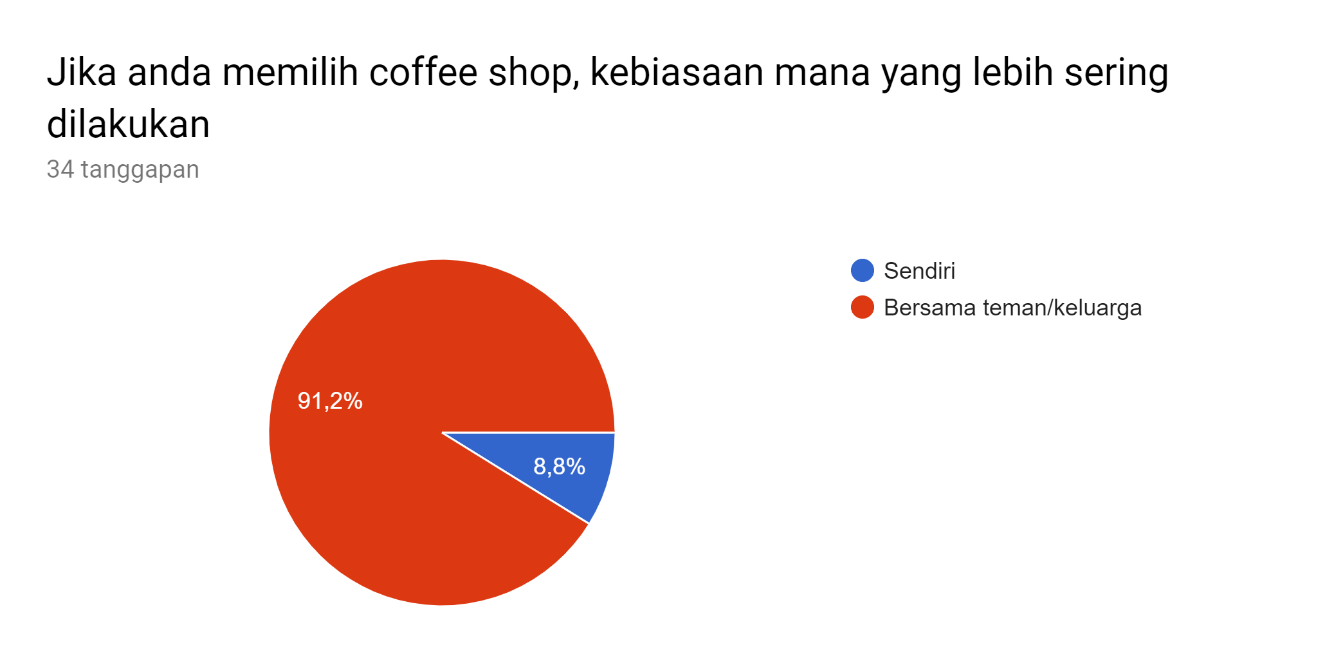 Jika anda memilih coffee shop, kebiasaan mana yang lebih sering
dilakukan
34 tanggapan
Sendiri
Bersama teman/keluarga
91,2%
8,8%